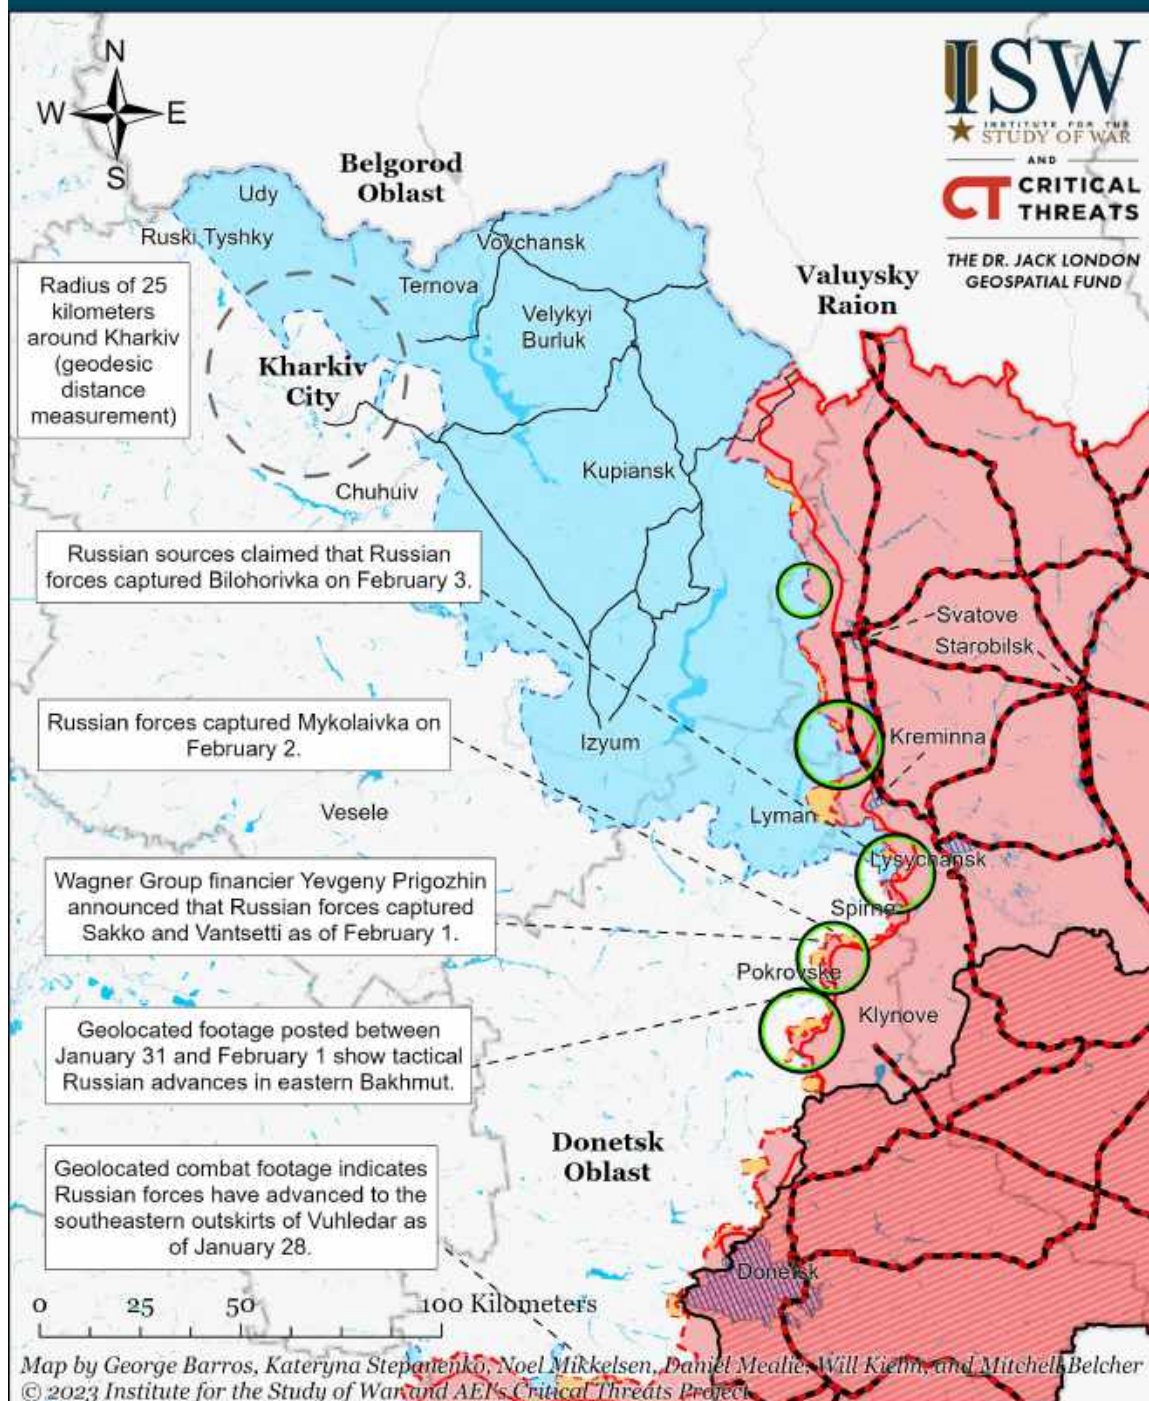 N
W
E
S
ISW
INSTITUTE FOR THE
STUDY OF WAR
AND
CT CRITICAL
THREATS
THE DR. JACK LONDON
GEOSPATIAL FUND
Belgorod
Oblast
Udy
Ruski Tyshky
Vovchansk
Ternova
Valuysky
Raion
Radius of 25
kilometers
around Kharkiv
(geodesic
distance
measurement)
Velykyi
Burluk
Kharkiv
City
Kupiansk
Chuhuiv
Russian sources claimed that Russian
forces captured Bilohorivka on February 3.
Svatove
Starobilsk
Russian forces captured Mykolaivka on
February 2.
Izyum
Kreminna
Vesele
Lyman
Lysychansk
Wagner Group financier Yevgeny Prigozhin
announced that Russian forces captured
Sakko and Vantsetti as of February 1.
Spirne
Pokrovske
Klynove
Geolocated footage posted between
January 31 and February 1 show tactical
Russian advances in eastern Bakhmut.
Donetsk
Oblast
Geolocated combat footage indicates
Russian forces have advanced to the
southeastern outskirts of Vuhledar as
of January 28.
Donetsk
0 25 50 100 Kilometers
Map by George Barros, Kateryna Stepanenko, Noel Mikkelsen, Daniel Mealie, Will Kielm, and Mitchell Belcher
© 2023 Institute for the Study of War and AEI's Critical Threats Project